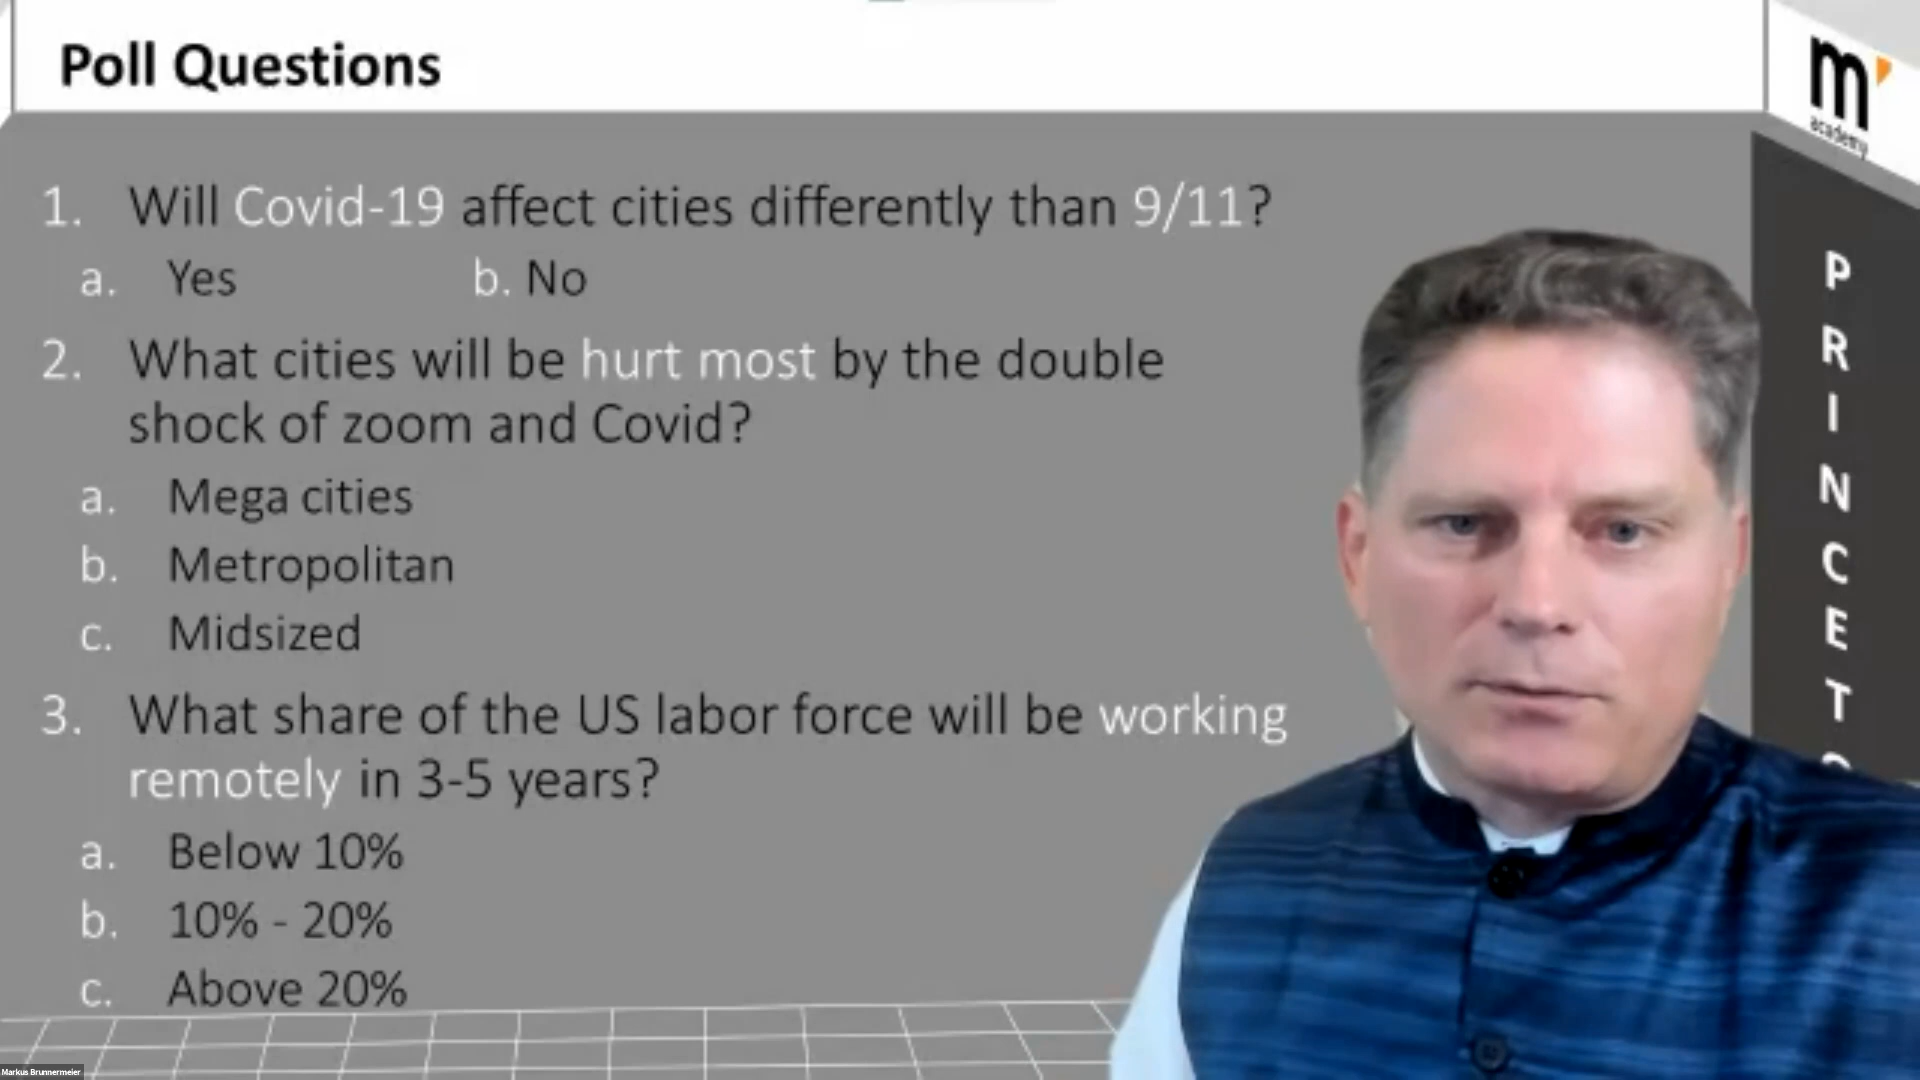 Poll Questions
m'
academy
1. Will Covid-19 affect cities differently than 9/11?
a. Yes b. No
2. What cities will be hurt most by the double
shock of zoom and Covid?
a. Mega cities
b. Metropolitan
c. Midsized
3. What share of the US labor force will be working
remotely in 3-5 years?
a. Below 10%
b. 10% - 20%
c. Above 20%
PRINCET
Markus Brunnermeier